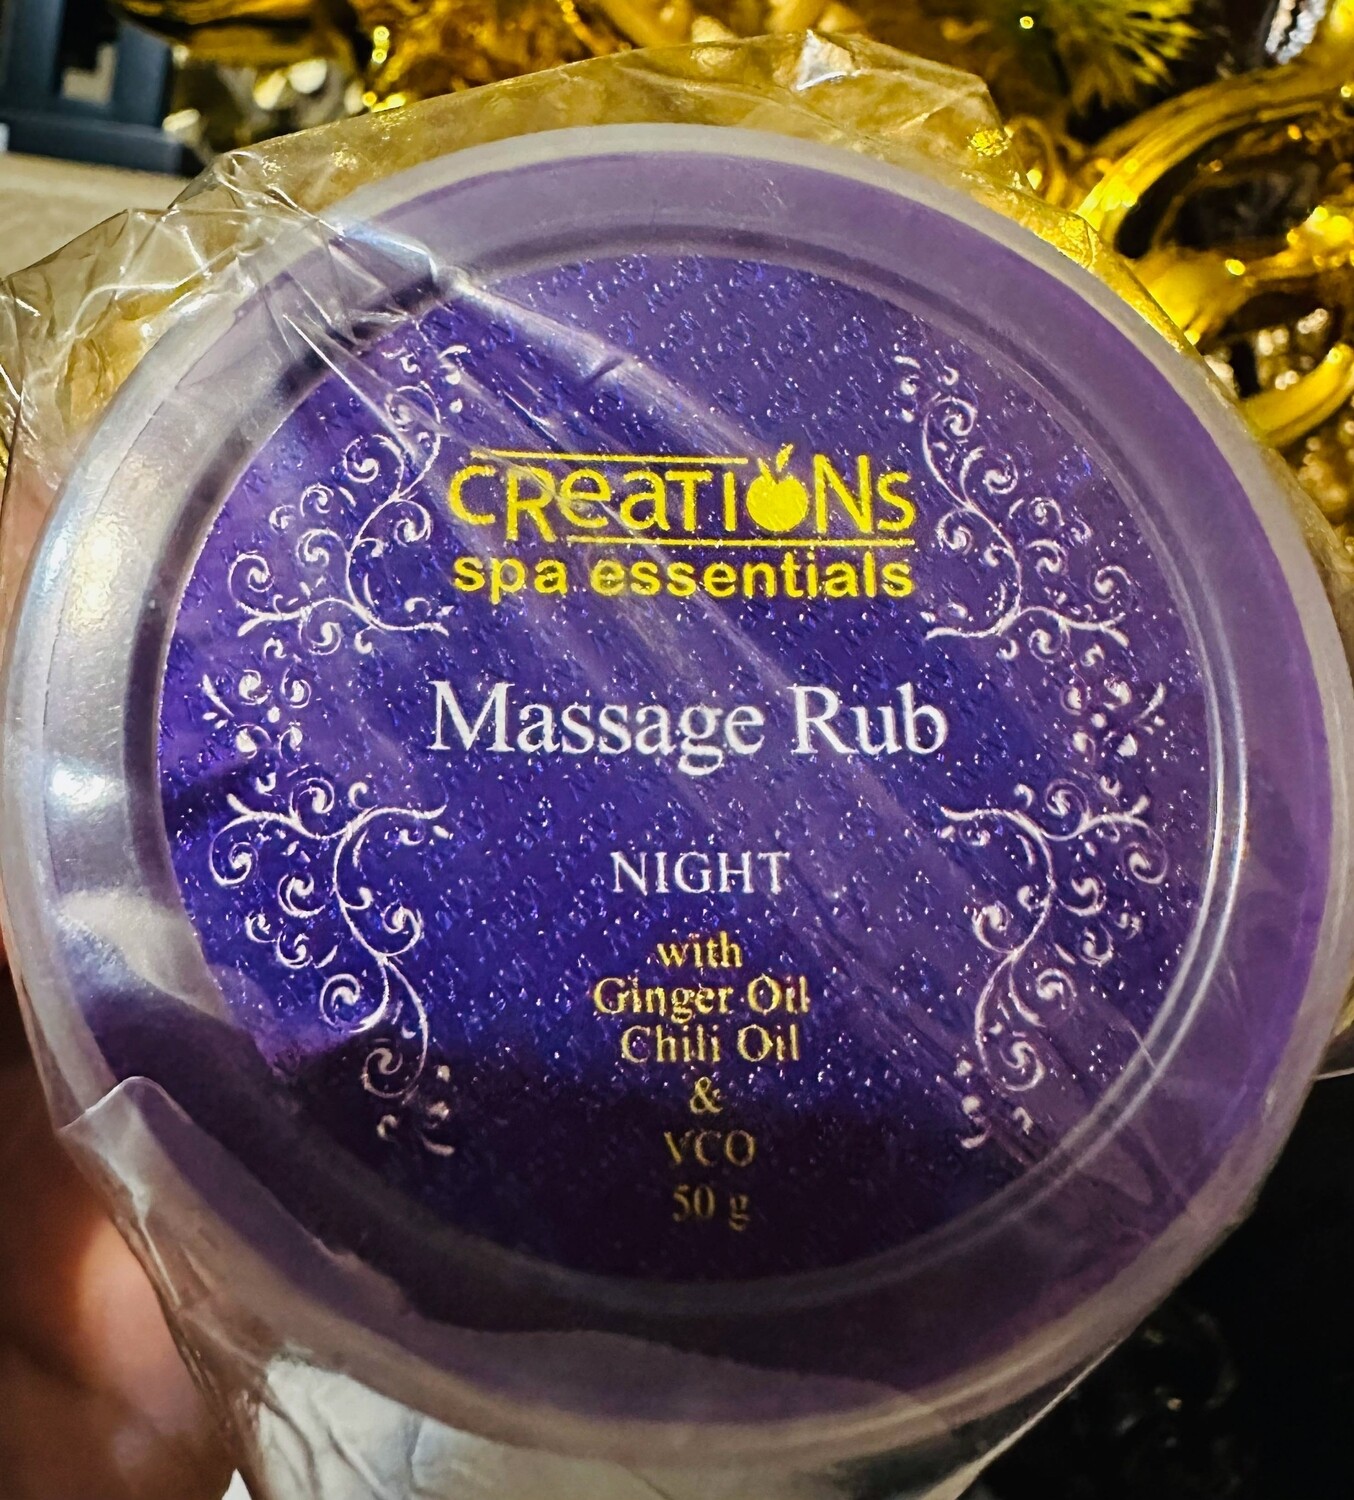 CReaTIONs
spa essentials
Massage Rub
NIGHT
with
Ginger Oil
Chili Oil
&
VCO
50 g